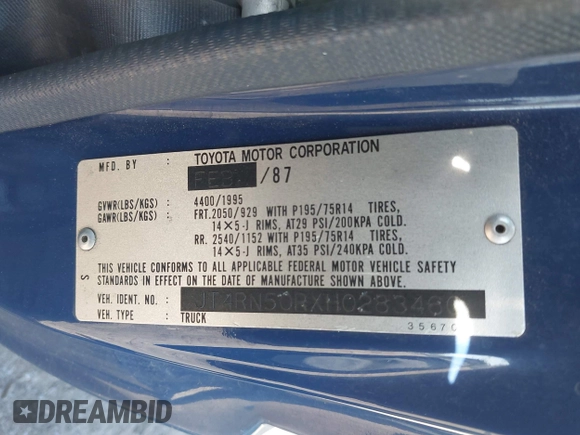 MFD. BY : TOYOTA MOTOR CORPORATION
FEB. /87
GVWR(LBS/KGS) : 4400/1995
GAWR(LBS/KGS) : FRT. 2050/929 WITH P195/75R14 TIRES,
14×5-J RIMS, AT29 PSI/200KPA COLD.
RR. 2540/1152 WITH P195/75R14 TIRES,
14×5-J RIMS, AT35 PSI/240KPA COLD.
THIS VEHICLE CONFORMS TO ALL APPLICABLE FEDERAL MOTOR VEHICLE SAFETY
STANDARDS IN EFFECT ON THE DATE OF MANUFACTURE SHOWN ABOVE.
S
VEH. IDENT. NO. :
VEH. TYPE : TRUCK
35670
DREAMBID